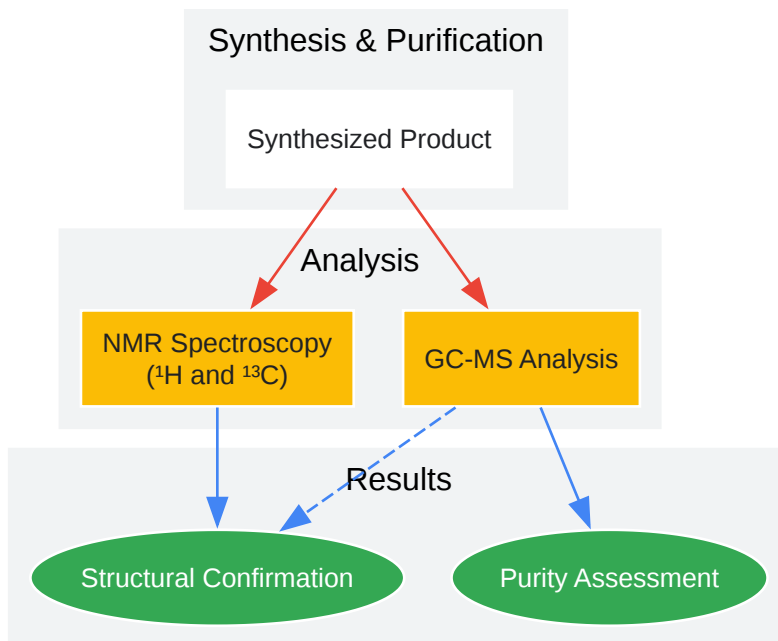 Synthesis & Purification
Synthesized Product
Analysis
NMR Spectroscopy
(¹H and ¹³C)
GC-MS Analysis
Results
Structural Confirmation
Purity Assessment